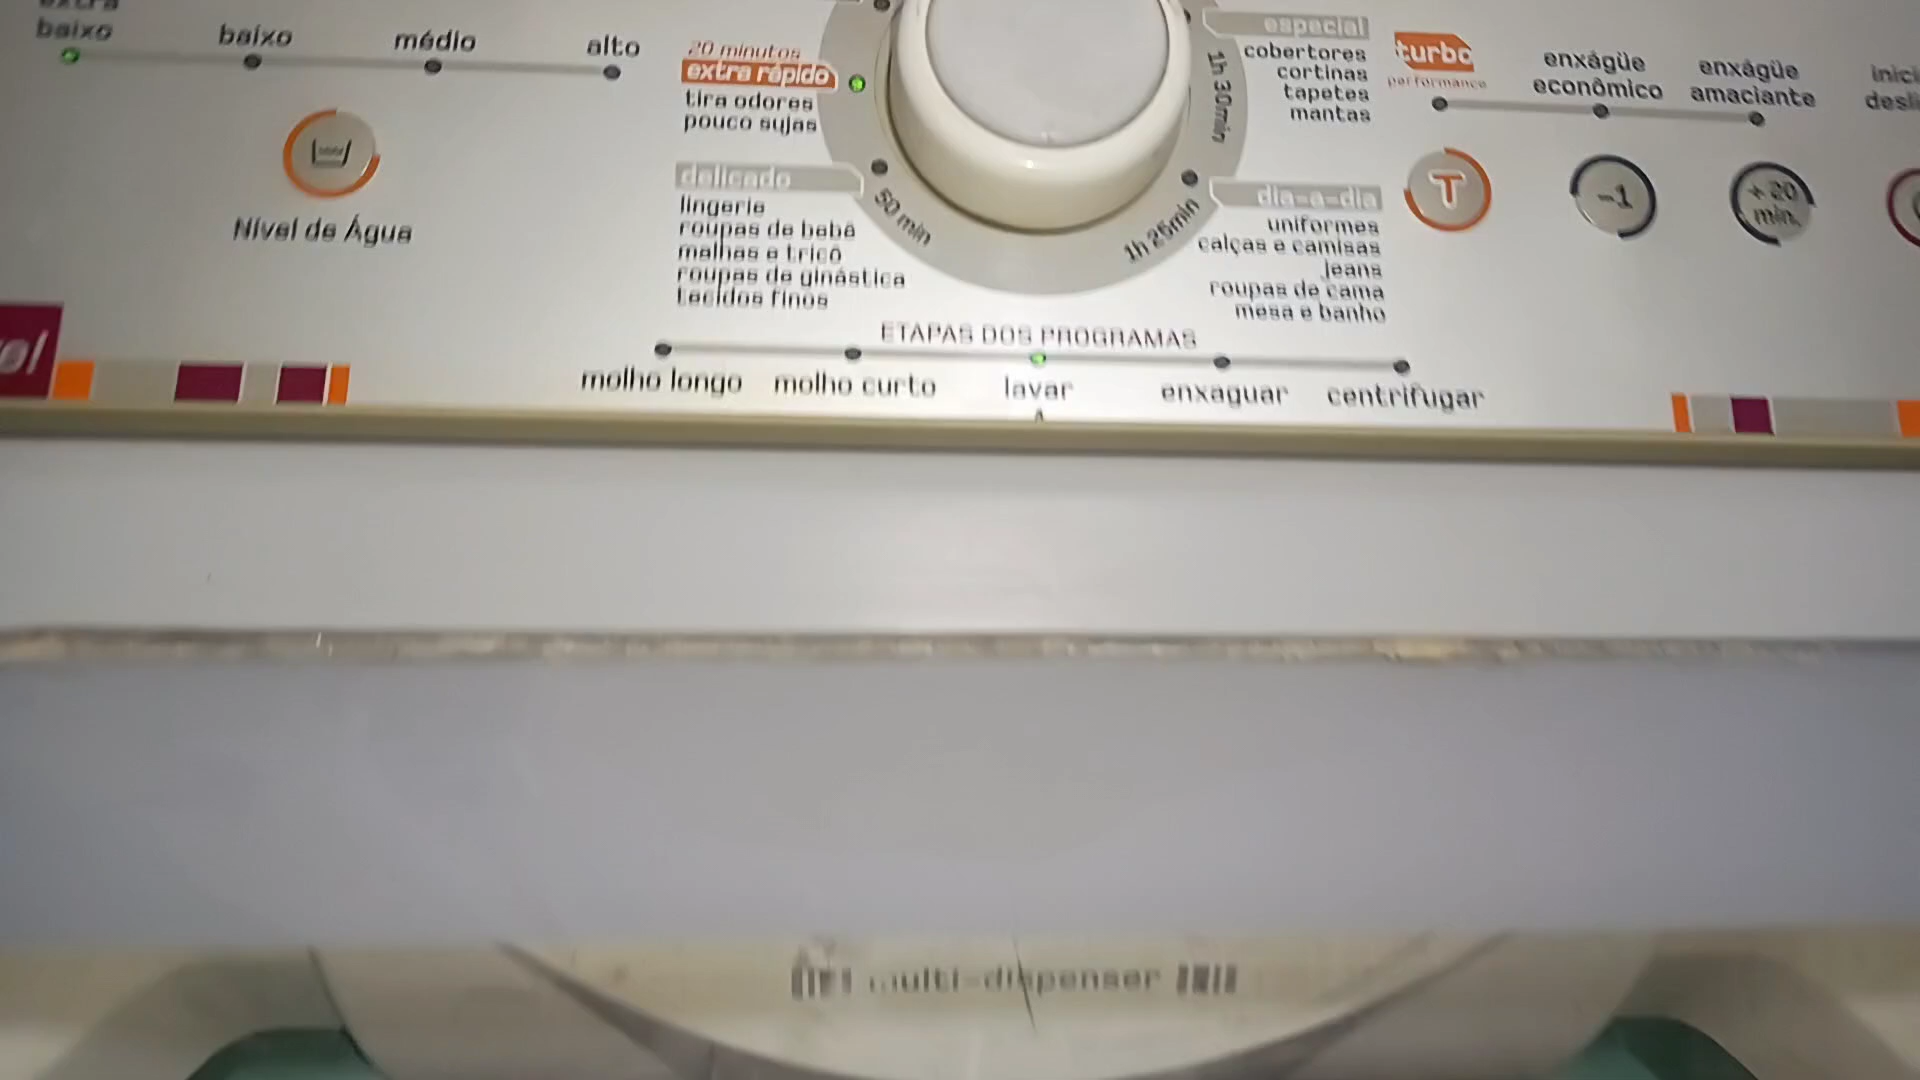 extra
baixo
baixo
médio
alto
Nível de Água
20 minutos
extra rápido
tira odores
pouco sujas
delicado
lingerie
roupas de bebê
malhas e tricô
roupas de ginástica
tecidos finos
50 min
1h 25min
1h 30min
especial
cobertores
cortinas
tapetes
mantas
dia-a-dia
uniformes
calças e camisas
jeans
roupas de cama
mesa e banho
turbo
performance
enxágüe
econômico
enxágüe
amaciante
T
-1
+20
min.
ETAPAS DOS PROGRAMAS
molho longo
molho curto
lavar
enxaguar
centrifugar
multi-dispenser